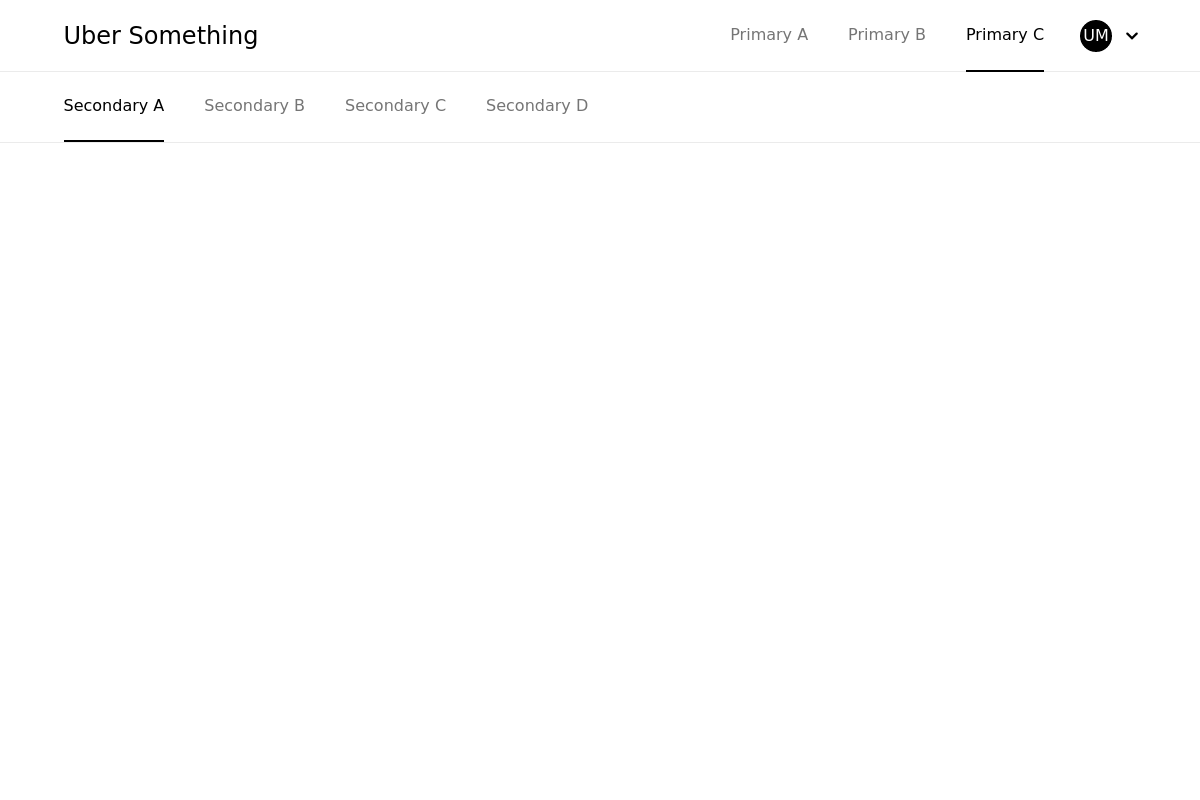 Uber Something
Primary A
Primary B
Primary C
UM
Secondary A
Secondary B
Secondary C
Secondary D